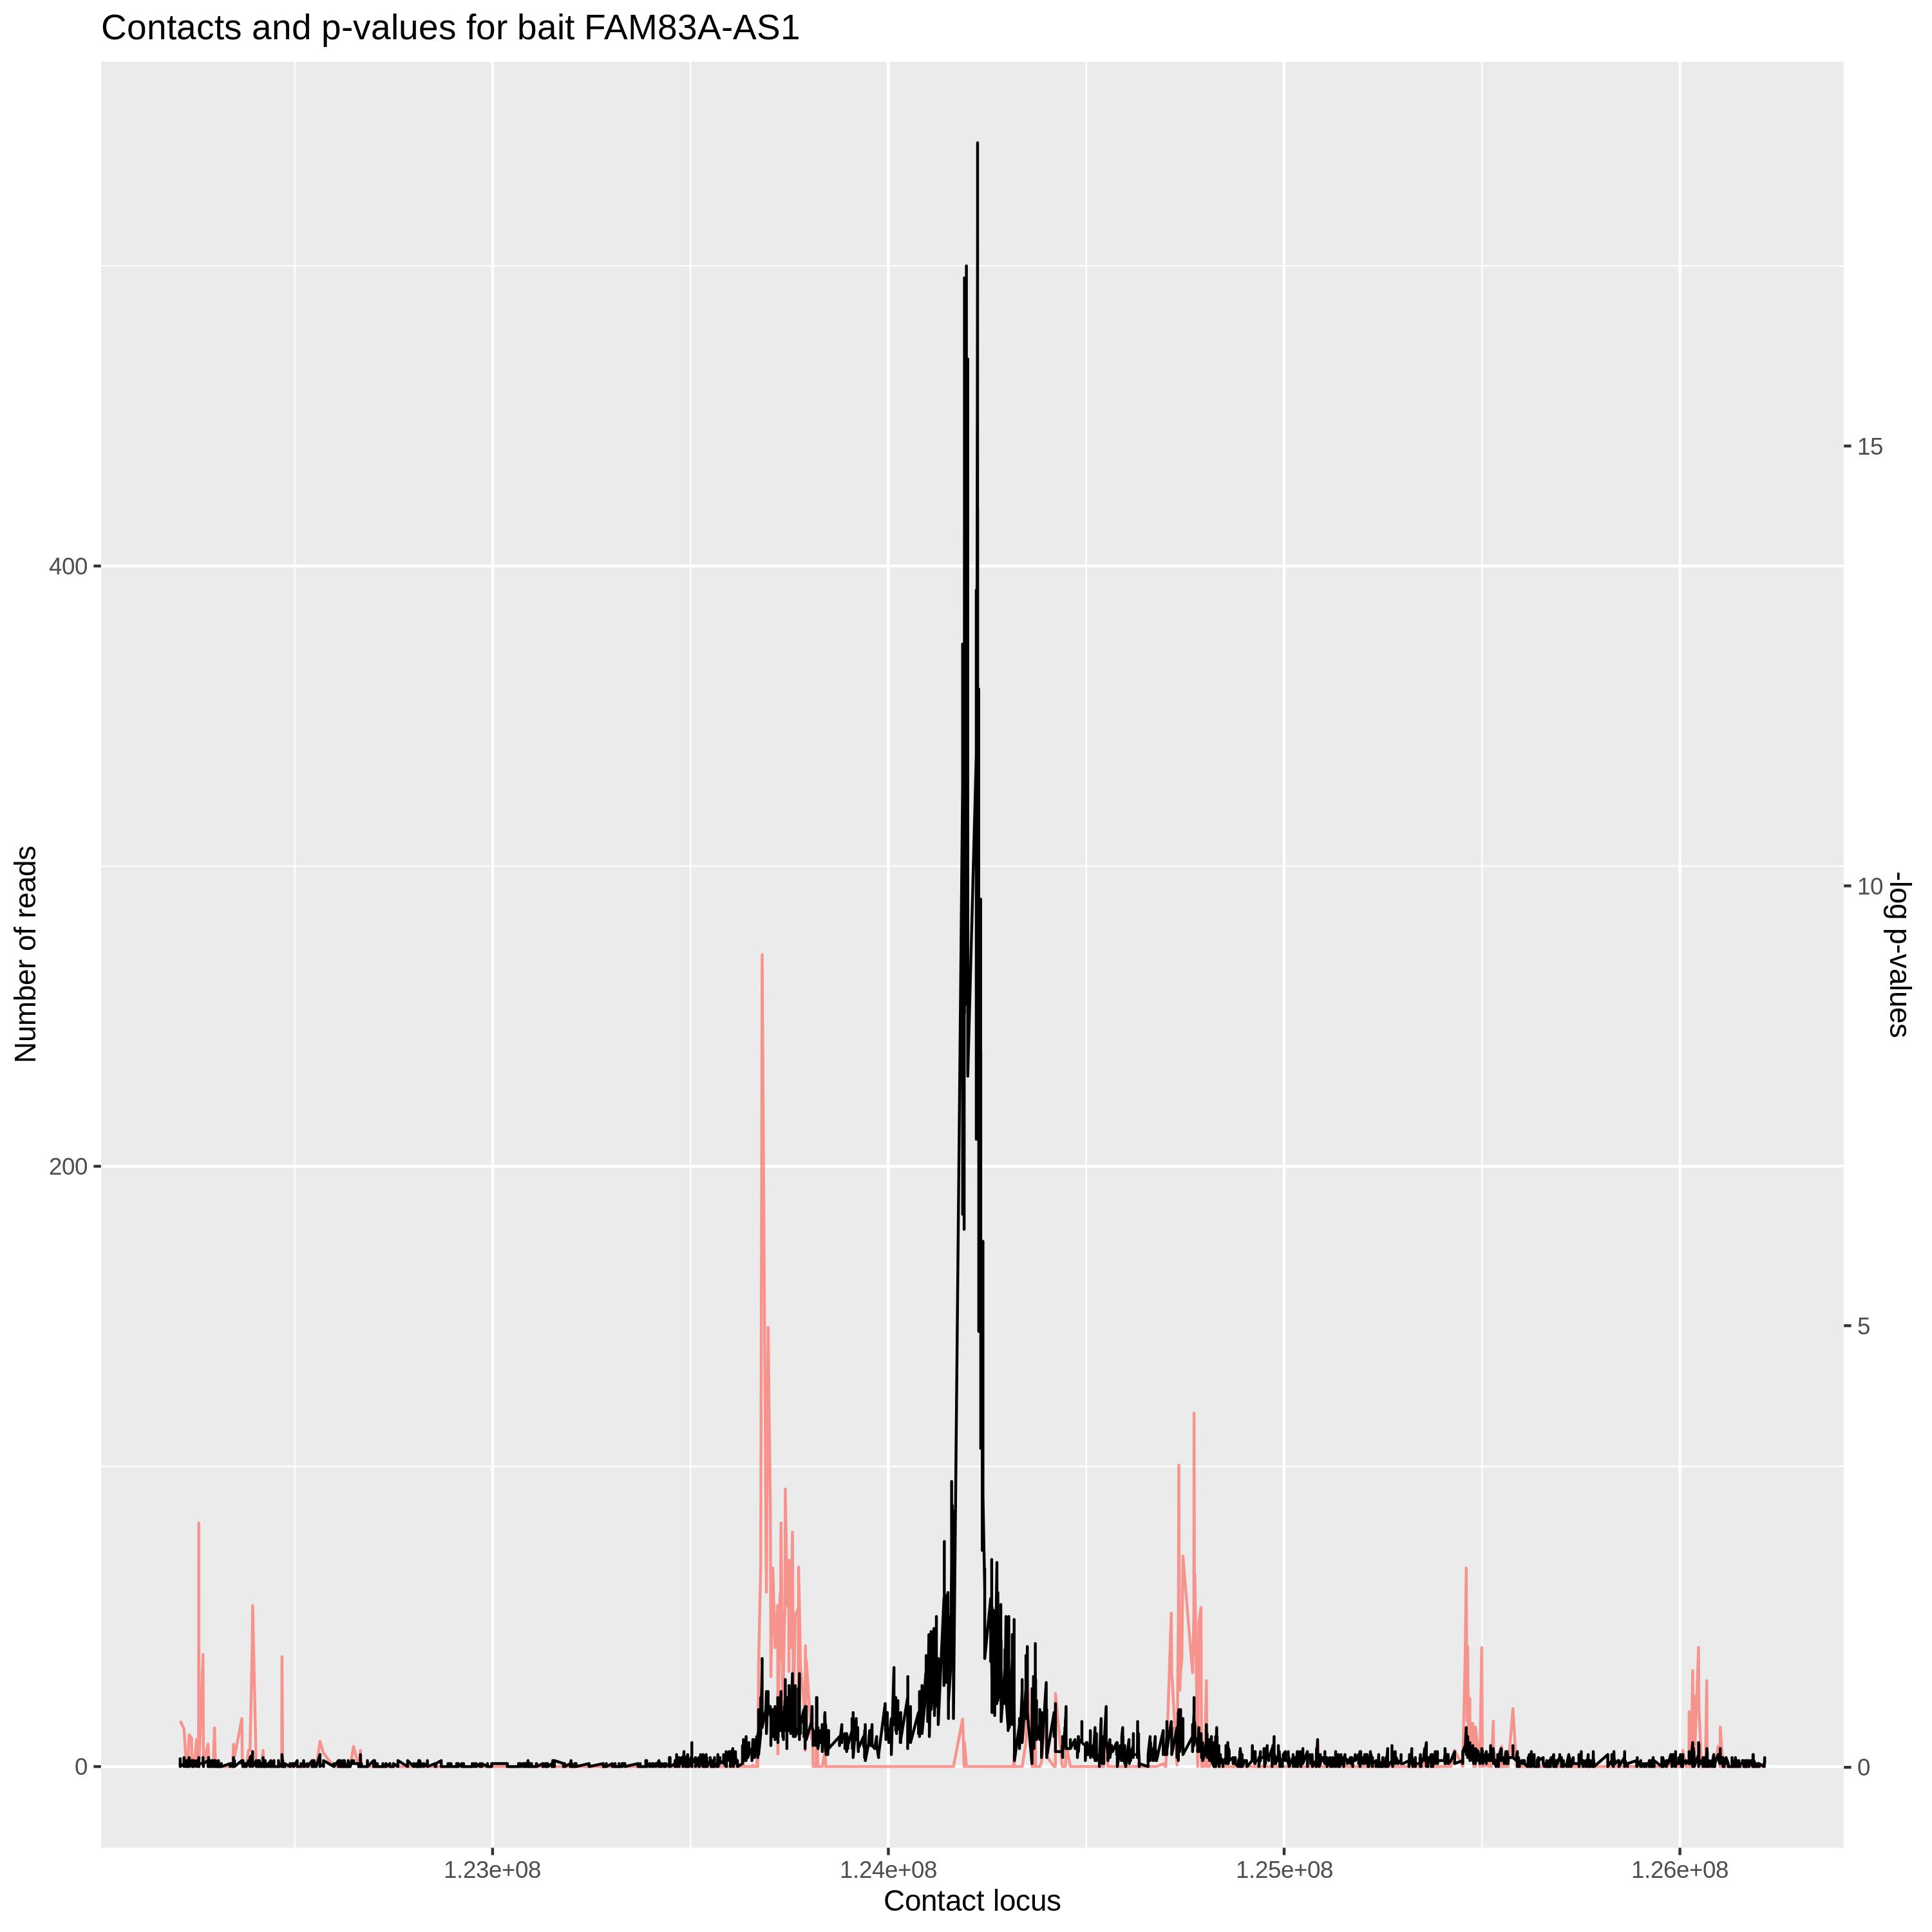 Contacts and p-values for bait FAM83A-AS1
Number of reads
400
200
0
15
10
5
0
-log p-values
1.23e+08
1.24e+08
1.25e+08
1.26e+08
Contact locus